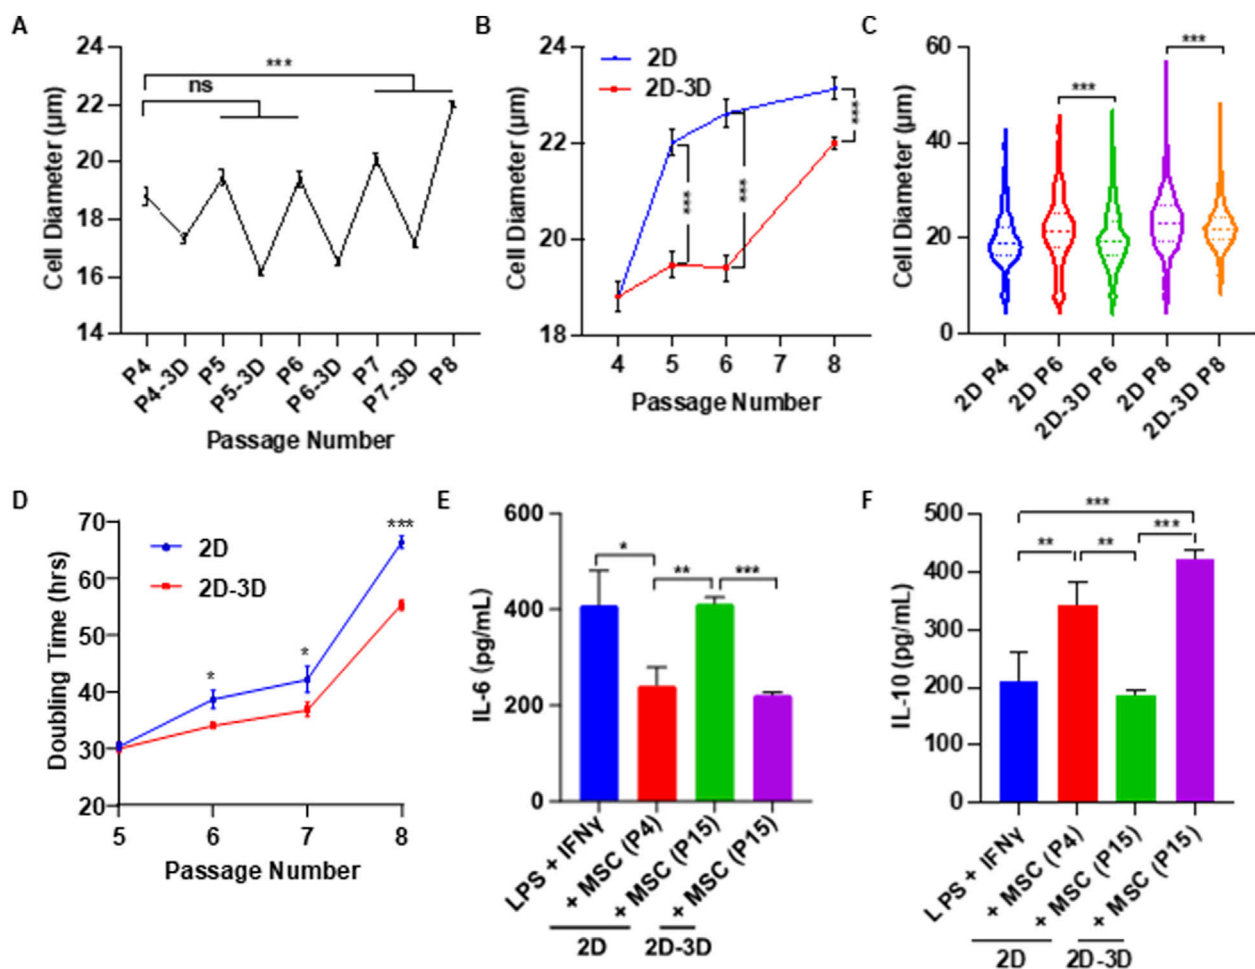 A
24
22
20
18
16
14
Cell Diameter (µm)
***
ns
P4
P4-3D
P5
P5-3D
P6
P6-3D
P7
P7-3D
P8
Passage Number
B
24
22
20
18
Cell Diameter (µm)
2D
2D-3D
***
***
***
4
5
6
7
8
Passage Number
C
60
40
20
0
Cell Diameter (µm)
***
***
2D P4
2D P6
2D-3D P6
2D P8
2D-3D P8
D
70
60
50
40
30
20
Doubling Time (hrs)
2D
2D-3D
*
*
***
5
6
7
8
Passage Number
E
600
400
200
0
IL-6 (pg/mL)
*
**
***
LPS + IFNγ
+ MSC (P4)
+ MSC (P15)
+ MSC (P15)
2D
2D-3D
F
500
400
300
200
100
0
IL-10 (pg/mL)
***
**
**
***
LPS + IFNγ
+ MSC (P4)
+ MSC (P15)
+ MSC (P15)
2D
2D-3D